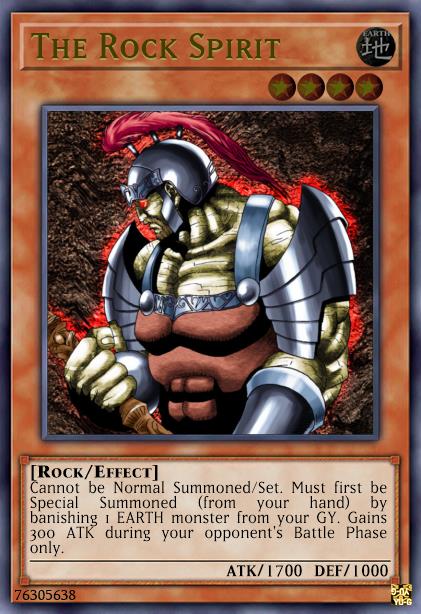 The Rock Spirit
EARTH
地
[Rock/Effect]
Cannot be Normal Summoned/Set. Must first be
Special Summoned (from your hand) by
banishing 1 EARTH monster from your GY. Gains
300 ATK during your opponent's Battle Phase
only.
ATK/1700 DEF/1000
76305638